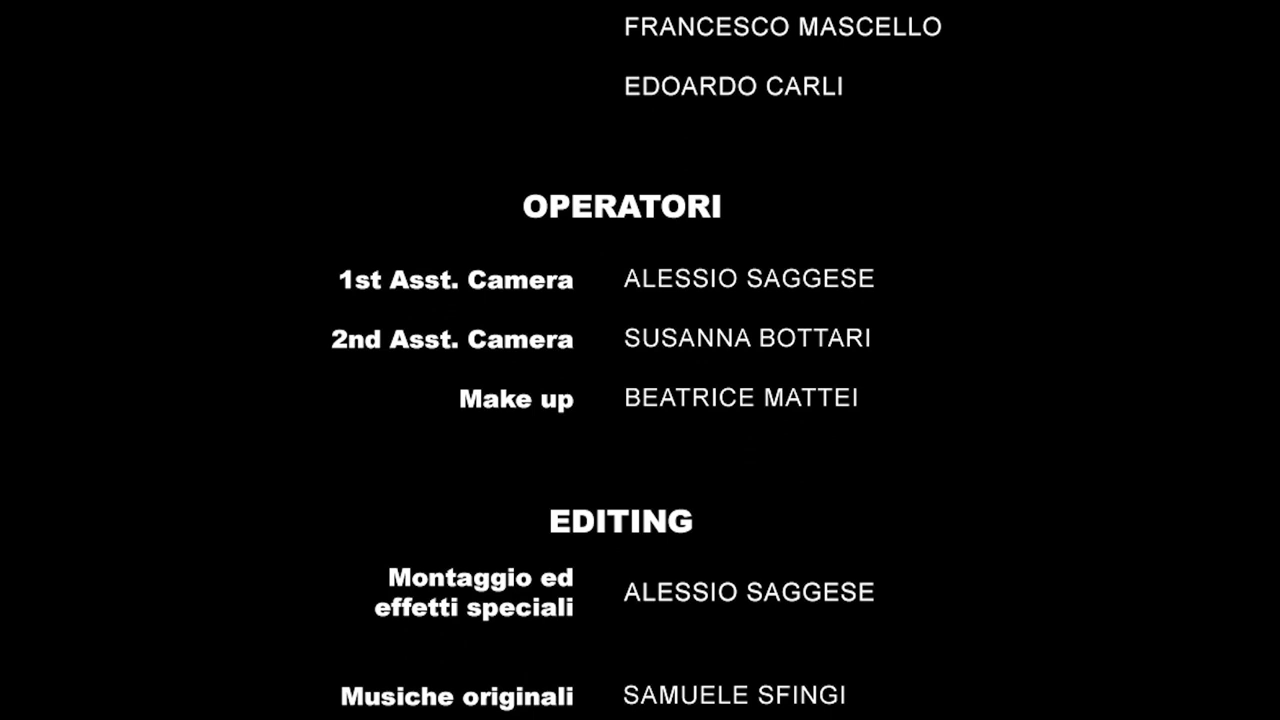 FRANCESCO MASCELLO
EDOARDO CARLI
OPERATORI
1st Asst. Camera ALESSIO SAGGESE
2nd Asst. Camera SUSANNA BOTTARI
Make up BEATRICE MATTEI
EDITING
Montaggio ed
effetti speciali ALESSIO SAGGESE
Musiche originali SAMUELE SFINGI